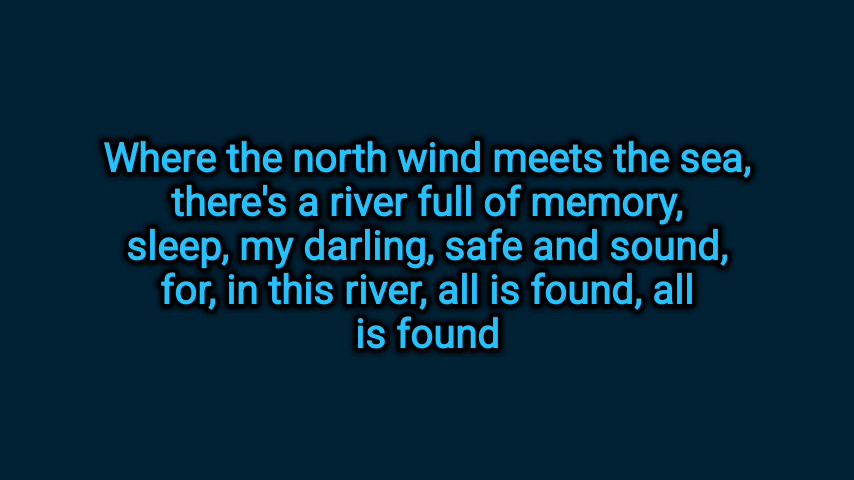 Where the north wind meets the sea,
there's a river full of memory,
sleep, my darling, safe and sound,
for, in this river, all is found, all
is found